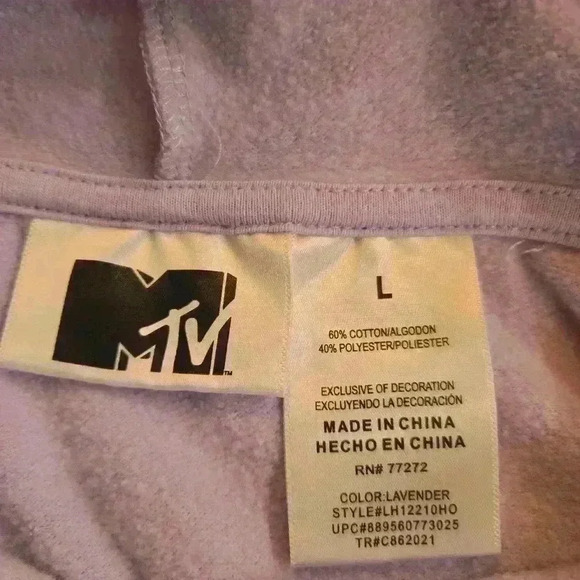 MTV
TM
L
60% COTTON/ALGODON
40% POLYESTER/POLIESTER
EXCLUSIVE OF DECORATION
EXCLUYENDO LA DECORACIÓN
MADE IN CHINA
HECHO EN CHINA
RN# 77272
COLOR:LAVENDER
STYLE#LH12210HO
UPC#889560773025
TR#C862021